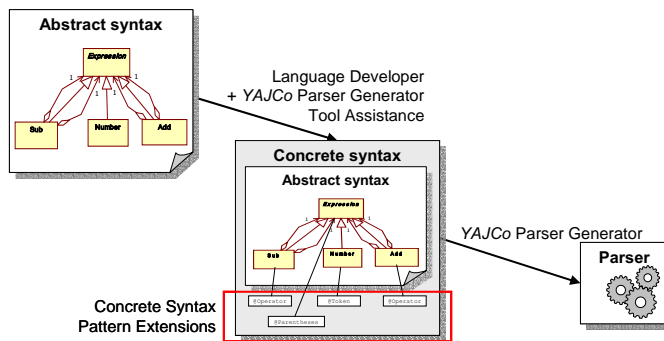 Abstract syntax
Expression
1
1
1
1
Sub
Number
Add
Language Developer
+ YAJCo Parser Generator
Tool Assistance
Concrete syntax
Abstract syntax
Expression
1
1
1
1
Sub
Number
Add
YAJCo Parser Generator
Parser
@Operator
@Token
@Operator
@Parentheses
Concrete Syntax
Pattern Extensions